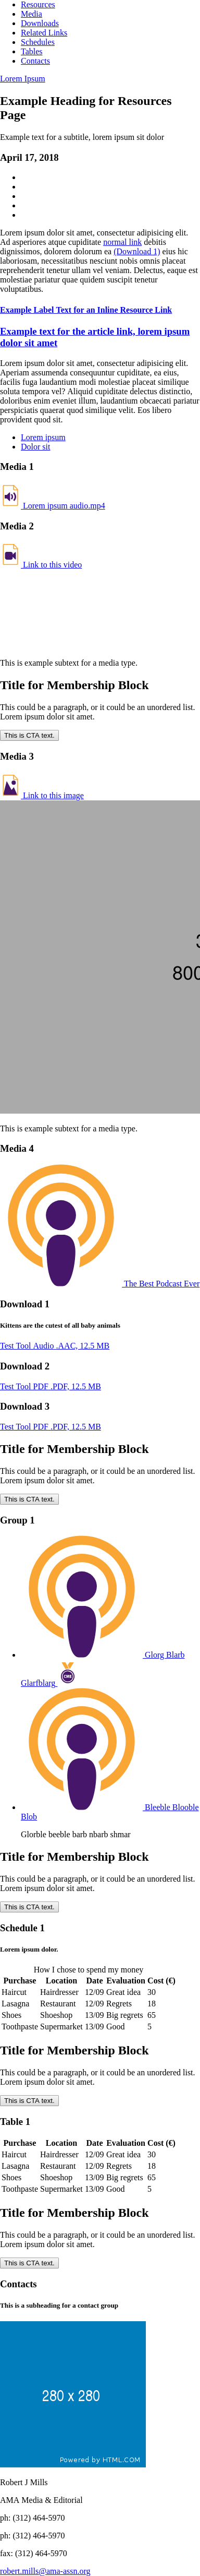 Resources
Media
Downloads
Related Links
Schedules
Tables
Contacts
Lorem Ipsum
Example Heading for Resources
Page
Example text for a subtitle, lorem ipsum sit dolor
April 17, 2018
Lorem ipsum dolor sit amet, consectetur adipisicing elit.
Ad asperiores atque cupiditate normal link debitis
dignissimos, dolorem dolorum ea (Download 1) eius hic
laboriosam, necessitatibus nesciunt nobis omnis placeat
reprehenderit tenetur ullam vel veniam. Delectus, eaque est
molestiae pariatur quae quidem suscipit tenetur
voluptatibus.
Example Label Text for an Inline Resource Link
Example text for the article link, lorem ipsum
dolor sit amet
Lorem ipsum dolor sit amet, consectetur adipisicing elit.
Aperiam assumenda consequuntur cupiditate, ea eius,
facilis fuga laudantium modi molestiae placeat similique
soluta tempora vel? Aliquid cupiditate delectus distinctio,
doloribus dolorum eveniet illum, laudantium obcaecati pariatur
perspiciatis quaerat quod similique velit. Eos libero
provident quod sit.
Lorem ipsum
Dolor sit
Media 1
Lorem ipsum audio.mp4
Media 2
Link to this video
This is example subtext for a media type.
Title for Membership Block
This could be a paragraph, or it could be an unordered list.
Lorem ipsum dolor sit amet.
This is CTA text.
Media 3
Link to this image
800
This is example subtext for a media type.
Media 4
The Best Podcast Ever
Download 1
Kittens are the cutest of all baby animals
Test Tool Audio .AAC, 12.5 MB
Download 2
Test Tool PDF .PDF, 12.5 MB
Download 3
Test Tool PDF .PDF, 12.5 MB
Title for Membership Block
This could be a paragraph, or it could be an unordered list.
Lorem ipsum dolor sit amet.
This is CTA text.
Group 1
Glorg Blarb
Glarfblarg
Bleeble Blooble
Blob
Glorble beeble barb nbarb shmar
Title for Membership Block
This could be a paragraph, or it could be an unordered list.
Lorem ipsum dolor sit amet.
This is CTA text.
Schedule 1
Lorem ipsum dolor.
How I chose to spend my money
Purchase Location Date Evaluation Cost (€)
Haircut Hairdresser 12/09 Great idea 30
Lasagna Restaurant 12/09 Regrets 18
Shoes Shoeshop 13/09 Big regrets 65
Toothpaste Supermarket 13/09 Good 5
Title for Membership Block
This could be a paragraph, or it could be an unordered list.
Lorem ipsum dolor sit amet.
This is CTA text.
Table 1
Purchase Location Date Evaluation Cost (€)
Haircut Hairdresser 12/09 Great idea 30
Lasagna Restaurant 12/09 Regrets 18
Shoes Shoeshop 13/09 Big regrets 65
Toothpaste Supermarket 13/09 Good 5
Title for Membership Block
This could be a paragraph, or it could be an unordered list.
Lorem ipsum dolor sit amet.
This is CTA text.
Contacts
This is a subheading for a contact group
280 x 280
Powered by HTML.COM
Robert J Mills
AMA Media & Editorial
ph: (312) 464-5970
ph: (312) 464-5970
fax: (312) 464-5970
robert.mills@ama-assn.org